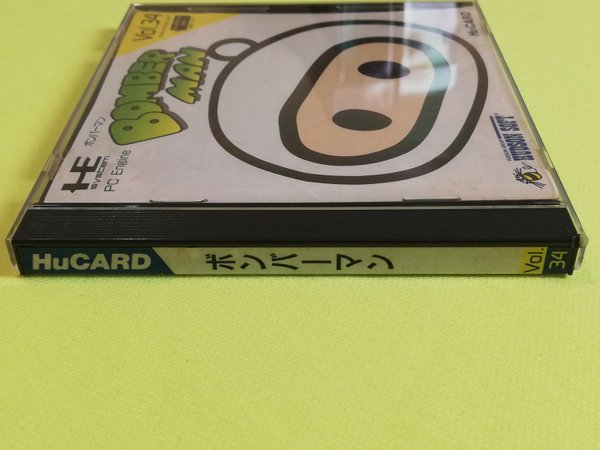 Vol.34
HuCARD
BOMBER
MAN
ボンバーマン
HE
SYSTEM
PC Engine
HUDSON SOFT
HuCARD
ボンバーマン
Vol. 34